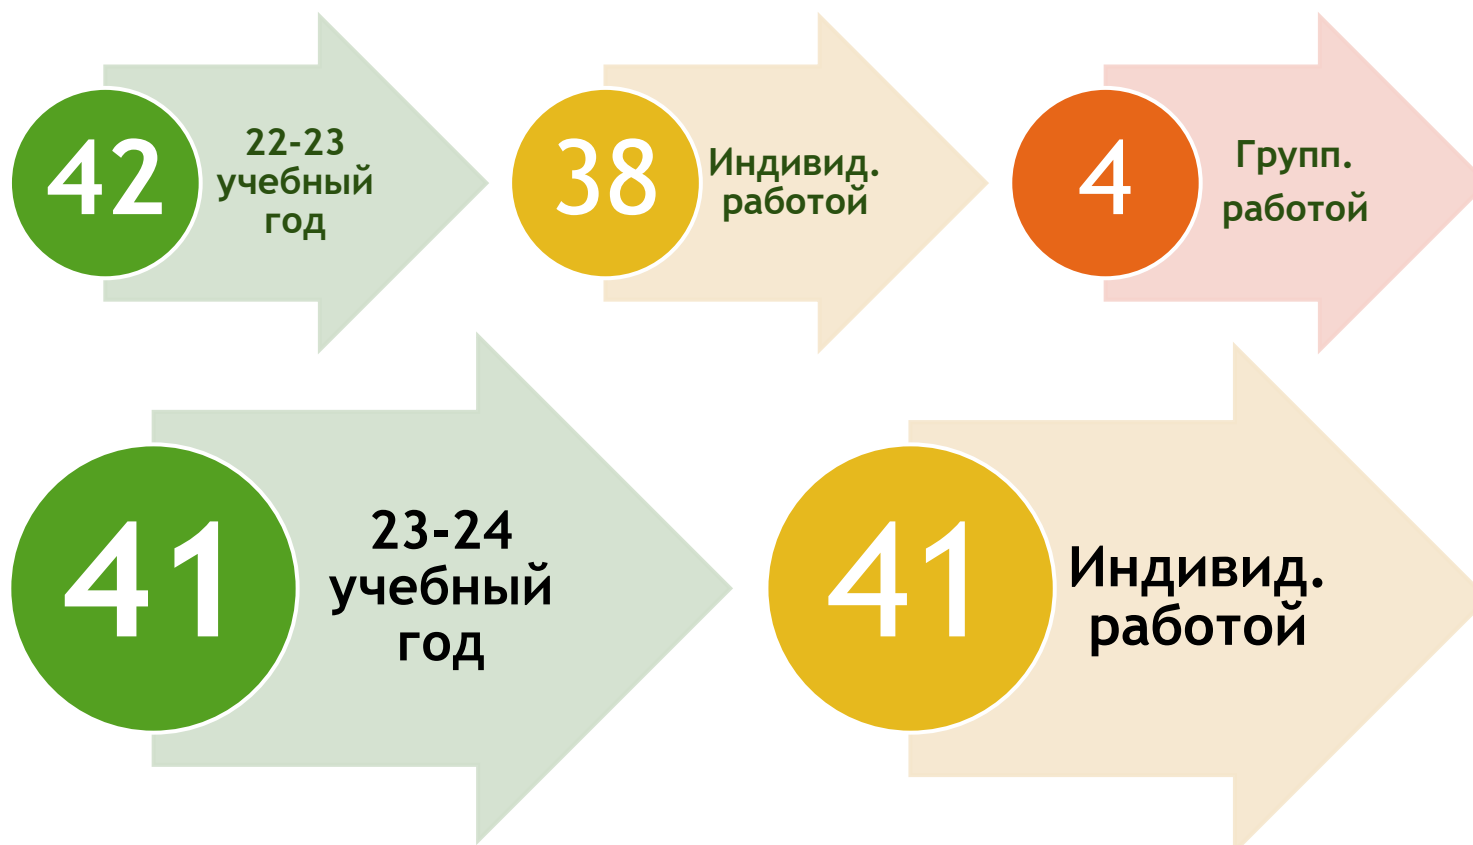 42
22-23
учебный
год
38
Индивид.
работой
4
Групп.
работой
41
23-24
учебный
год
41
Индивид.
работой